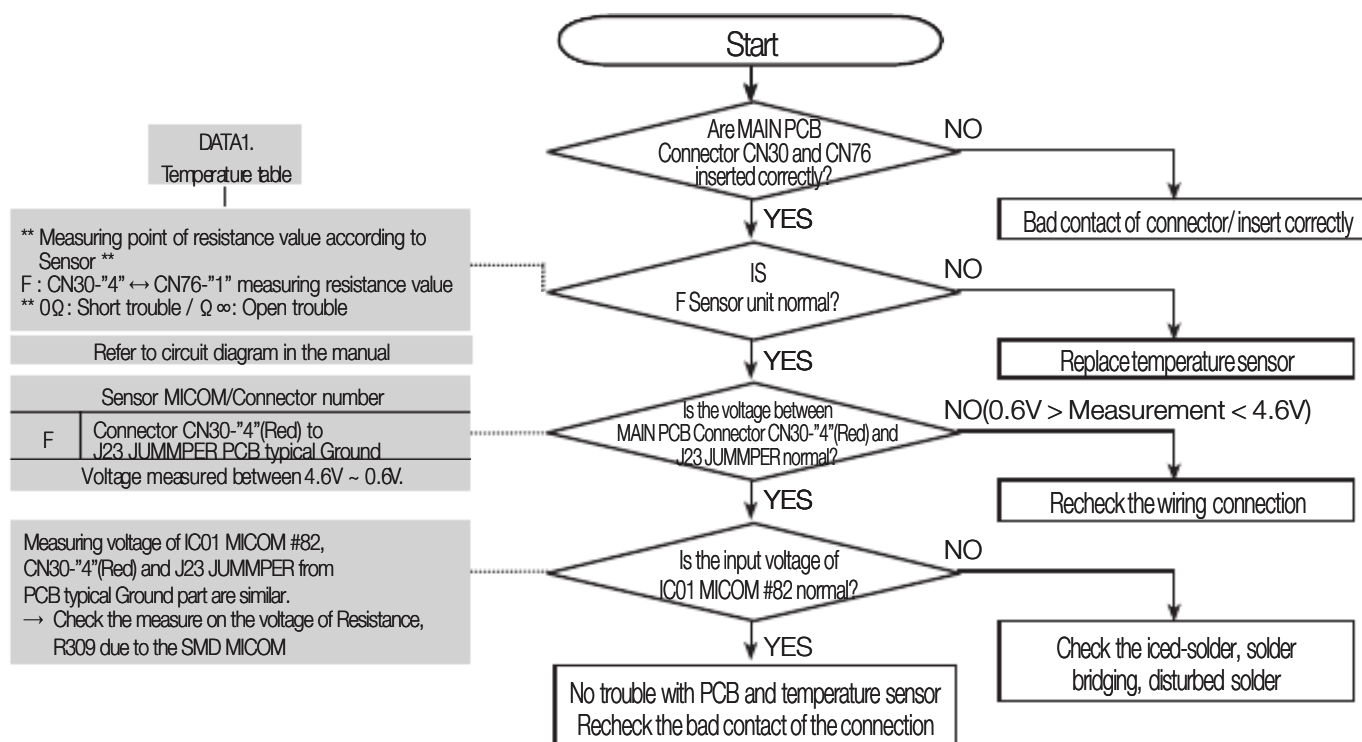 Start
Are MAIN PCB
Connector CN30 and CN76
inserted correctly?
NO
Bad contact of connector/ insert correctly
YES
DATA1.
Temperature table
** Measuring point of resistance value according to
Sensor **
F : CN30-"4" ↔ CN76-"1" measuring resistance value
** 0Ω : Short trouble / Ω ∞: Open trouble
Refer to circuit diagram in the manual
IS
F Sensor unit normal?
NO
Replace temperature sensor
YES
Sensor MICOM/Connector number
F
Connector CN30-"4"(Red) to
J23 JUMMPER PCB typical Ground
Voltage measured between 4.6V ~ 0.6V.
Is the voltage between
MAIN PCB Connector CN30-"4"(Red) and
J23 JUMMPER normal?
NO(0.6V > Measurement < 4.6V)
Recheck the wiring connection
YES
Measuring voltage of IC01 MICOM #82,
CN30-"4"(Red) and J23 JUMMPER from
PCB typical Ground part are similar.
→ Check the measure on the voltage of Resistance,
R309 due to the SMD MICOM
Is the input voltage of
IC01 MICOM #82 normal?
NO
Check the iced-solder, solder
bridging, disturbed solder
YES
No trouble with PCB and temperature sensor
Recheck the bad contact of the connection